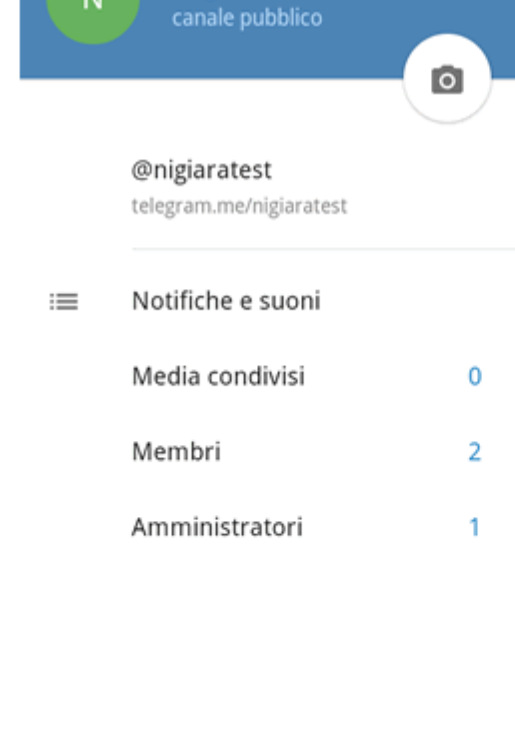 N
canale pubblico
@nigiaratest
telegram.me/nigiaratest
Notifiche e suoni
Media condivisi 0
Membri 2
Amministratori 1